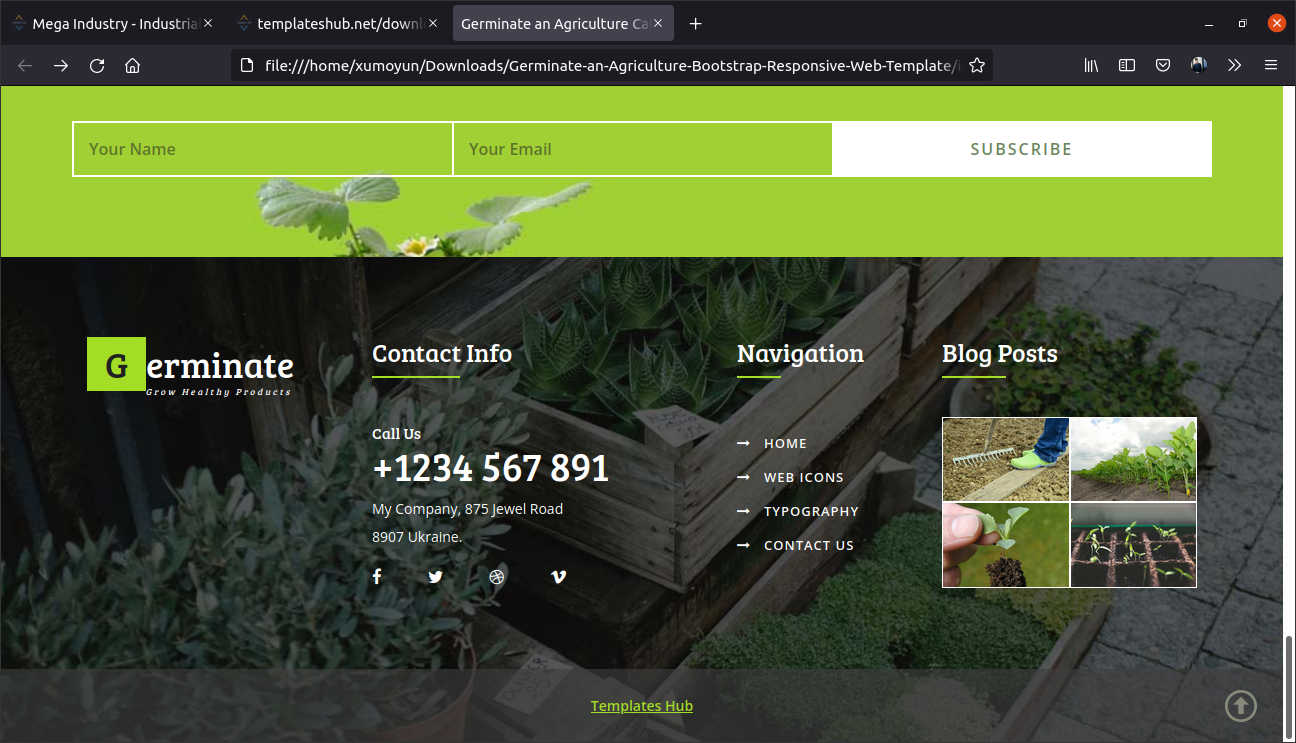 Mega Industry - Industria
templateshub.net/downl
Germinate an Agriculture Ca
file:///home/xumoyun/Downloads/Germinate-an-Agriculture-Bootstrap-Responsive-Web-Template/i
Your Name
Your Email
SUBSCRIBE
Germinate
Grow Healthy Products
Contact Info
Call Us
+1234 567 891
My Company, 875 Jewel Road
8907 Ukraine.
Navigation
HOME
WEB ICONS
TYPOGRAPHY
CONTACT US
Blog Posts
Templates Hub